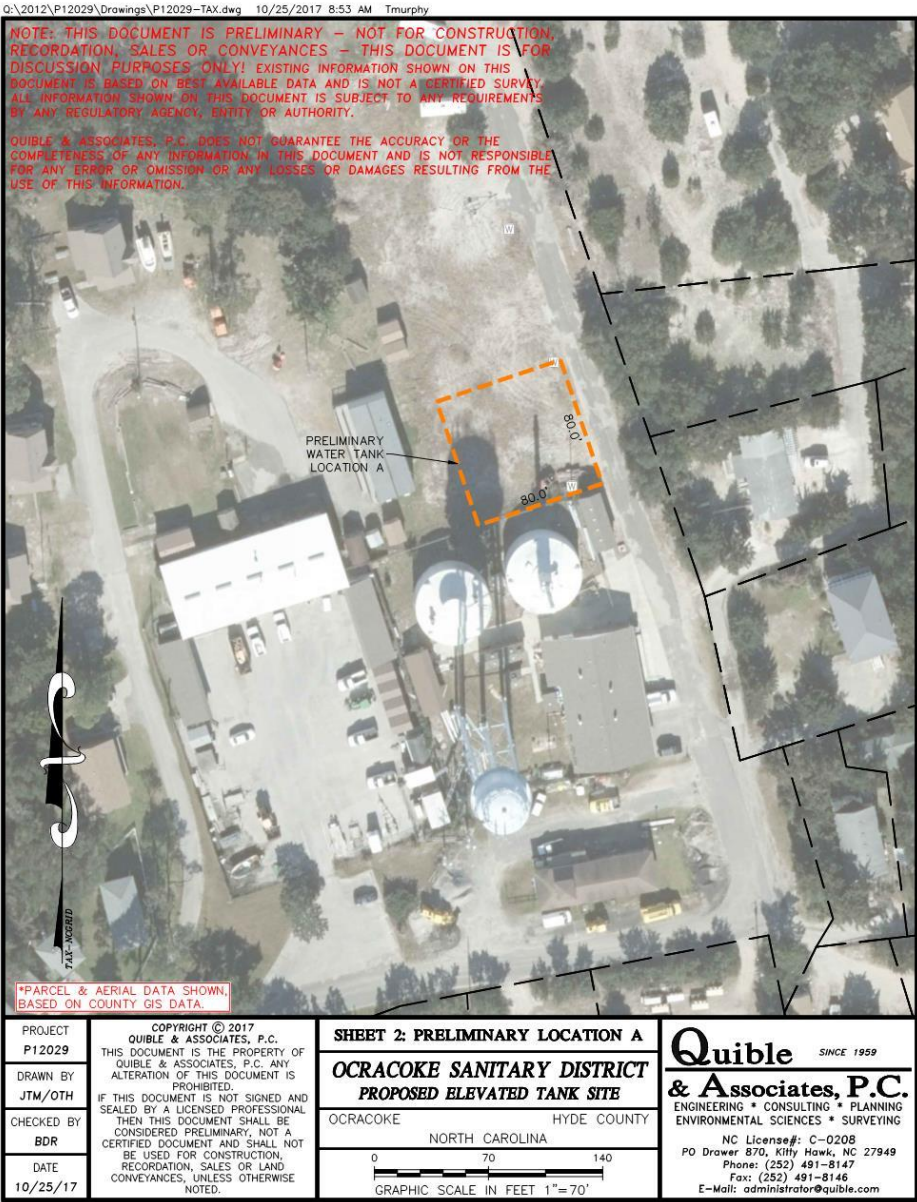 Q:\2012\P12029\Drawings\P12029-TAX.dwg 10/25/2017 8:53 AM Tmurphy
NOTE: THIS DOCUMENT IS PRELIMINARY - NOT FOR CONSTRUCTION,
RECORDATION, SALES OR CONVEYANCES - THIS DOCUMENT IS FOR
DISCUSSION PURPOSES ONLY! EXISTING INFORMATION SHOWN ON THIS
DOCUMENT IS BASED ON BEST AVAILABLE DATA AND IS NOT A CERTIFIED SURVEY.
ALL INFORMATION SHOWN ON THIS DOCUMENT IS SUBJECT TO ANY REQUIREMENTS
BY ANY REGULATORY AGENCY, ENTITY OR AUTHORITY.
QUIBLE & ASSOCIATES, P.C. DOES NOT GUARANTEE THE ACCURACY OR THE
COMPLETENESS OF ANY INFORMATION IN THIS DOCUMENT AND IS NOT RESPONSIBLE
FOR ANY ERROR OR OMISSION OR ANY LOSSES OR DAMAGES RESULTING FROM THE
USE OF THIS INFORMATION.
W
W
80.0'
PRELIMINARY
WATER TANK
LOCATION A
W
80.0'
TAX-NCGRID
*PARCEL & AERIAL DATA SHOWN,
BASED ON COUNTY GIS DATA.
PROJECT
P12029
DRAWN BY
JTM/OTH
CHECKED BY
BDR
DATE
10/25/17
COPYRIGHT © 2017
QUIBLE & ASSOCIATES, P.C.
THIS DOCUMENT IS THE PROPERTY OF
QUIBLE & ASSOCIATES, P.C. ANY
ALTERATION OF THIS DOCUMENT IS
PROHIBITED.
IF THIS DOCUMENT IS NOT SIGNED AND
SEALED BY A LICENSED PROFESSIONAL
THEN THIS DOCUMENT SHALL BE
CONSIDERED PRELIMINARY, NOT A
CERTIFIED DOCUMENT AND SHALL NOT
BE USED FOR CONSTRUCTION,
RECORDATION, SALES OR LAND
CONVEYANCES, UNLESS OTHERWISE
NOTED.
SHEET 2: PRELIMINARY LOCATION A
OCRACOKE SANITARY DISTRICT
PROPOSED ELEVATED TANK SITE
OCRACOKE HYDE COUNTY
NORTH CAROLINA
0 70 140
GRAPHIC SCALE IN FEET 1"=70'
Quible SINCE 1959
& Associates, P.C.
ENGINEERING * CONSULTING * PLANNING
ENVIRONMENTAL SCIENCES * SURVEYING
NC License#: C-0208
PO Drawer 870, Kitty Hawk, NC 27949
Phone: (252) 491-8147
Fax: (252) 491-8146
E-Mail: administrator@quible.com